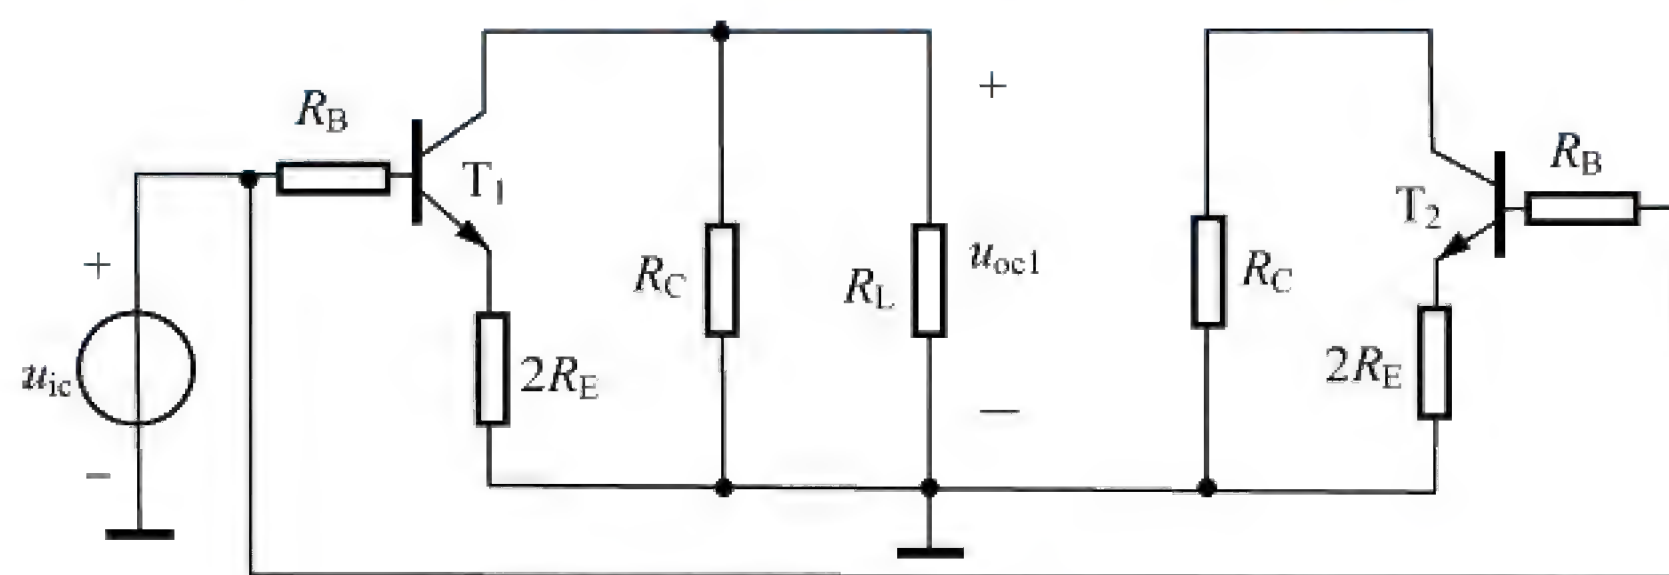 +
R_B
R_B
T_1
T_2
+
u_oc1
R_C
R_L
R_C
2R_E
2R_E
u_ic
−
−